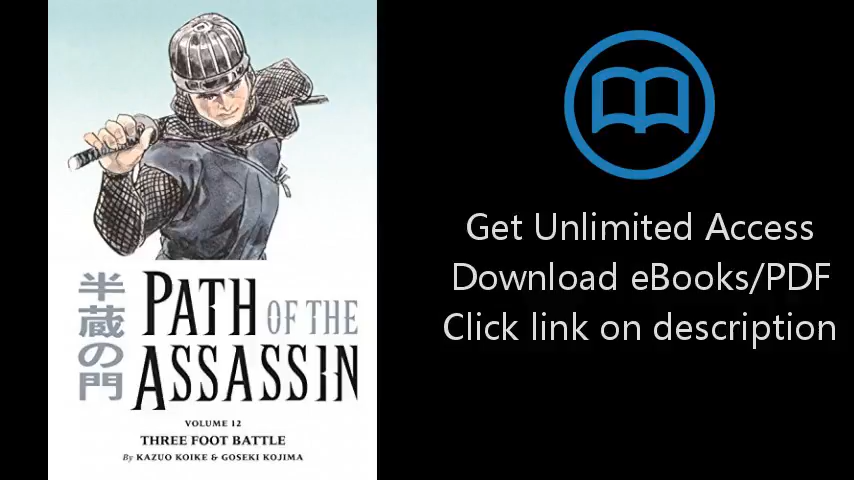 半蔵の門
PATH OF THE
ASSASSIN
VOLUME 12
THREE FOOT BATTLE
By KAZUO KOIKE & GOSEKI KOJIMA
Get Unlimited Access
Download eBooks/PDF
Click link on description